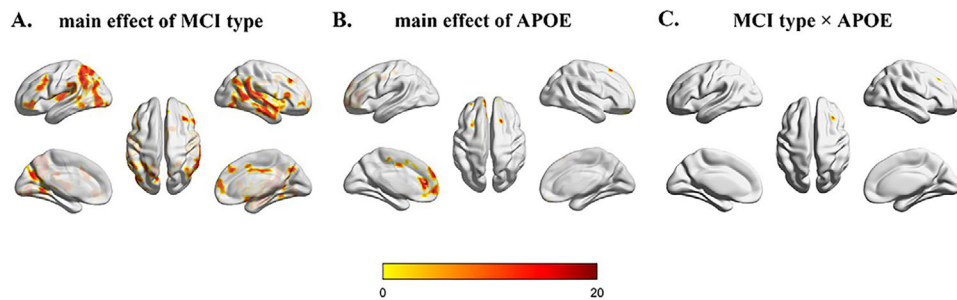 A. main effect of MCI type
B. main effect of APOE
C. MCI type × APOE
0 20